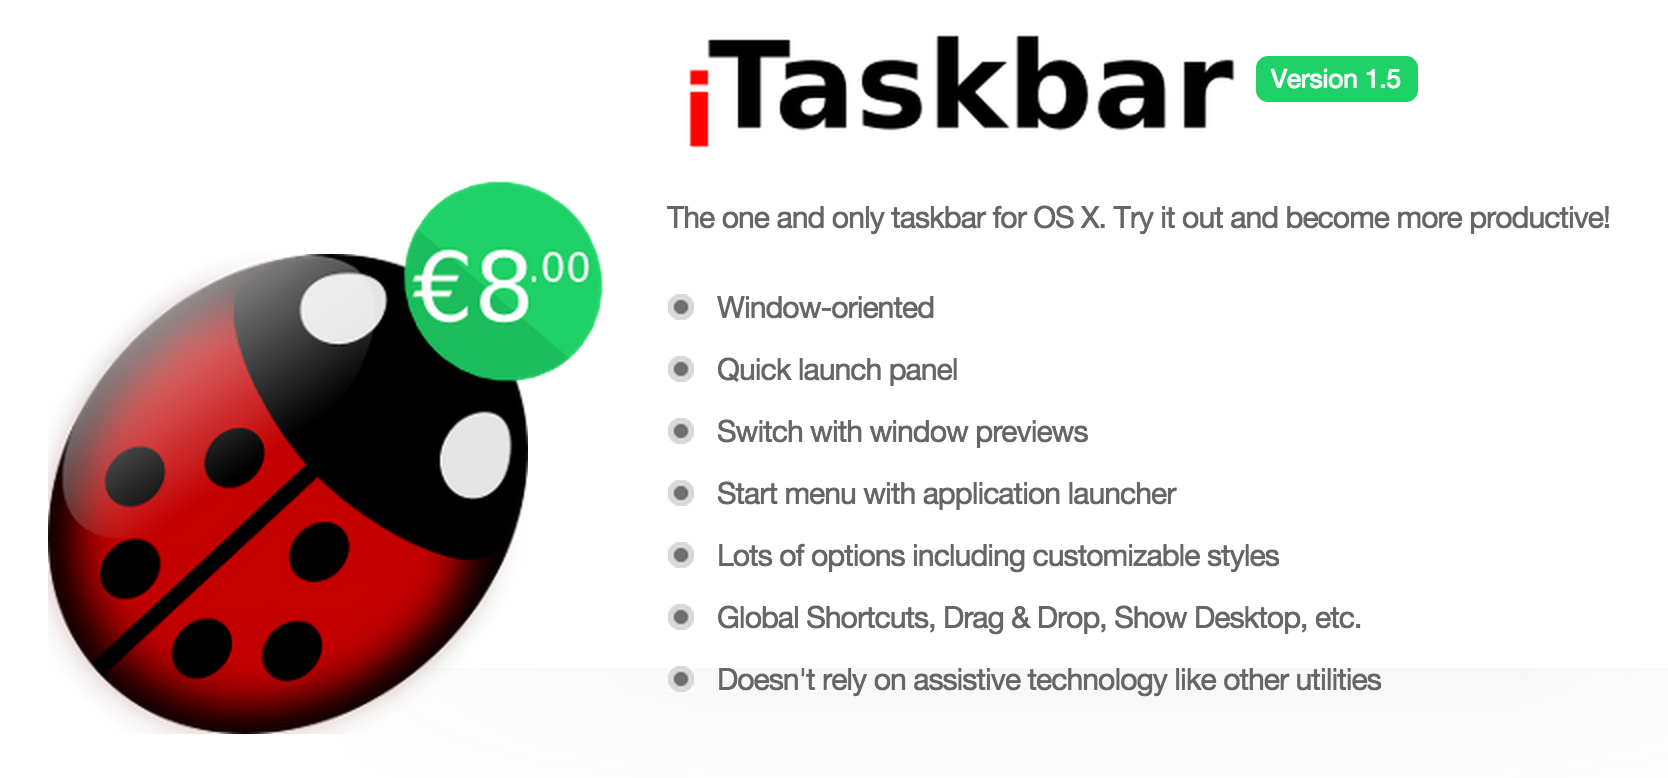 iTaskbar
Version 1.5
€8.00
The one and only taskbar for OS X. Try it out and become more productive!
Window-oriented
Quick launch panel
Switch with window previews
Start menu with application launcher
Lots of options including customizable styles
Global Shortcuts, Drag & Drop, Show Desktop, etc.
Doesn't rely on assistive technology like other utilities